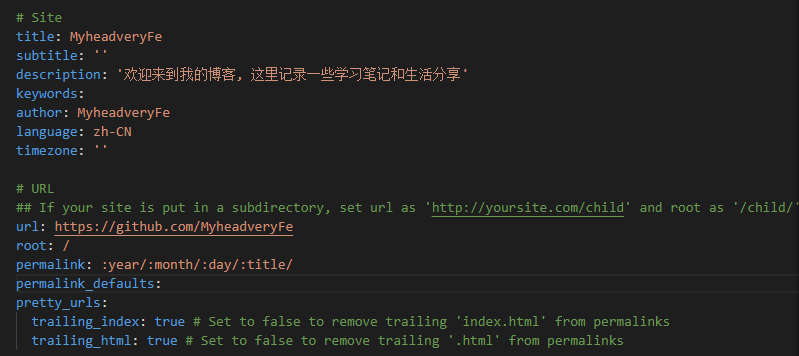 # Site
title: MyheadveryFe
subtitle: ''
description: '欢迎来到我的博客, 这里记录一些学习笔记和生活分享'
keywords:
author: MyheadveryFe
language: zh-CN
timezone: ''
# URL
## If your site is put in a subdirectory, set url as 'http://yoursite.com/child' and root as '/child/'
url: https://github.com/MyheadveryFe
root: /
permalink: :year/:month/:day/:title/
permalink_defaults:
pretty_urls:
  trailing_index: true # Set to false to remove trailing 'index.html' from permalinks
  trailing_html: true # Set to false to remove trailing '.html' from permalinks